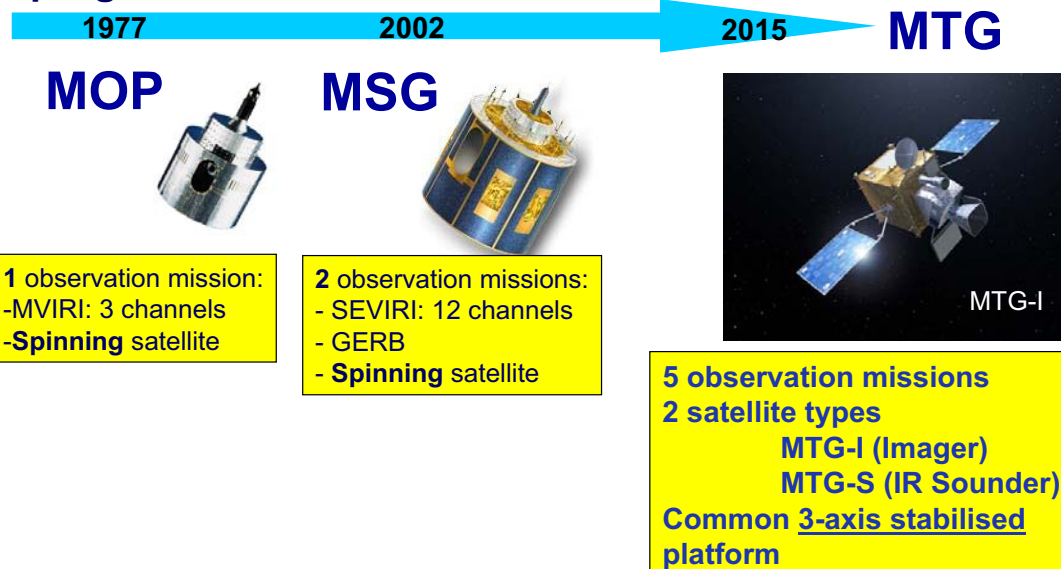 1977
2002
2015
MTG
MOP
MSG
MTG-I
1 observation mission:
-MVIRI: 3 channels
-Spinning satellite
2 observation missions:
- SEVIRI: 12 channels
- GERB
- Spinning satellite
5 observation missions
2 satellite types
MTG-I (Imager)
MTG-S (IR Sounder)
Common 3-axis stabilised
platform